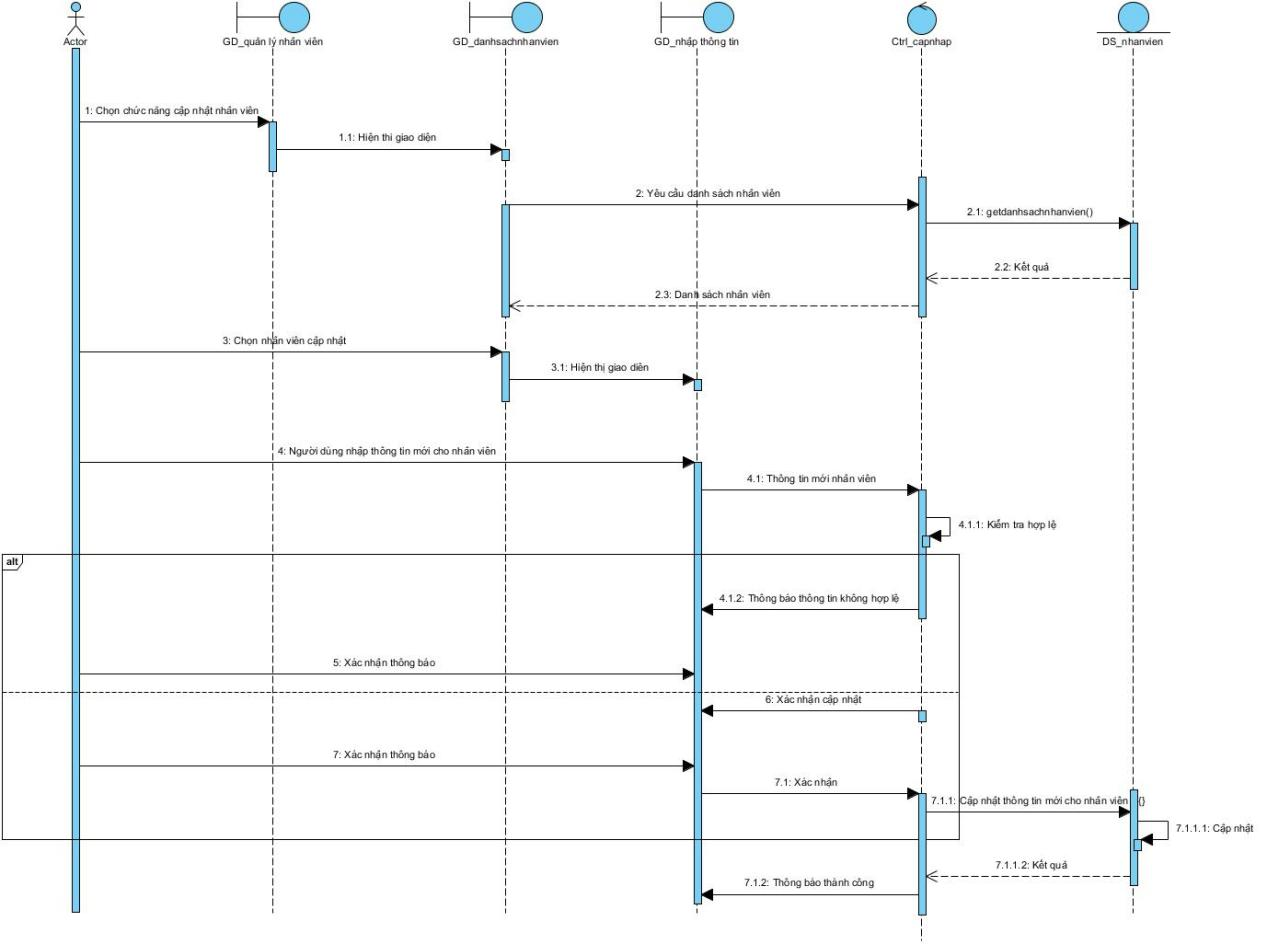 Actor
GD_quản lý nhân viên
GD_danhsachnhanvien
GD_nhập thông tin
Ctrl_capnhap
DS_nhanvien
1: Chọn chức năng cập nhật nhân viên
1.1: Hiện thi giao diện
2: Yêu cầu danh sách nhân viên
2.1: getdanhsachnhanvien()
2.2: Kết quả
2.3: Danh sách nhân viên
3: Chọn nhân viên cập nhật
3.1: Hiện thị giao diên
4: Người dùng nhập thông tin mới cho nhân viên
4.1: Thông tin mới nhân viên
4.1.1: Kiểm tra hợp lệ
alt
4.1.2: Thông báo thông tin không hợp lệ
5: Xác nhận thông báo
6: Xác nhận cập nhật
7: Xác nhận thông báo
7.1: Xác nhận
7.1.1: Cập nhật thông tin mới cho nhân viên ()
7.1.1.1: Cập nhật
7.1.1.2: Kết quả
7.1.2: Thông báo thành công